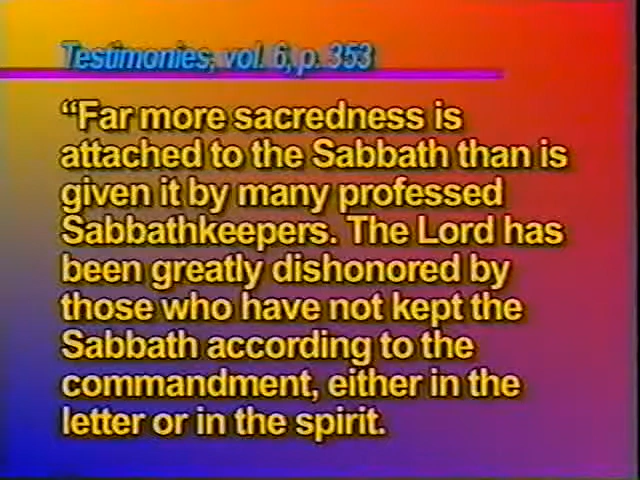 Testimonies, vol. 6, p. 353
“Far more sacredness is
attached to the Sabbath than is
given it by many professed
Sabbathkeepers. The Lord has
been greatly dishonored by
those who have not kept the
Sabbath according to the
commandment, either in the
letter or in the spirit.